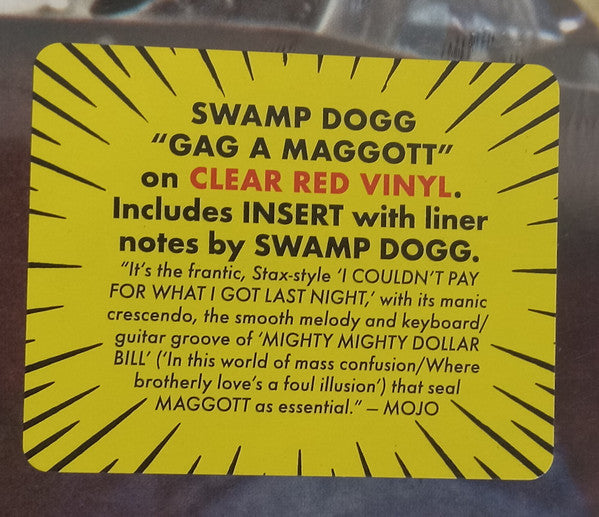 SWAMP DOGG
“GAG A MAGGOTT”
on CLEAR RED VINYL.
Includes INSERT with liner
notes by SWAMP DOGG.
“It’s the frantic, Stax-style ‘I COULDN’T PAY
FOR WHAT I GOT LAST NIGHT,’ with its manic
crescendo, the smooth melody and keyboard/
guitar groove of ‘MIGHTY MIGHTY DOLLAR
BILL’ (‘In this world of mass confusion/Where
brotherly love’s a foul illusion’) that seal
MAGGOTT as essential.” – MOJO